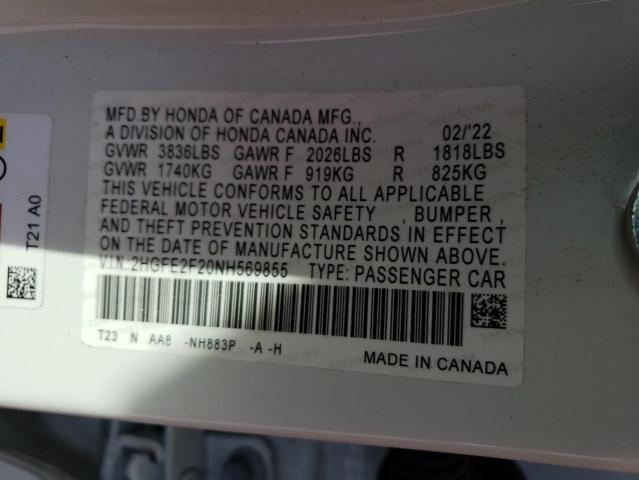 MFD.BY HONDA OF CANADA MFG.,
A DIVISION OF HONDA CANADA INC. 02/'22
GVWR 3836LBS GAWR F 2026LBS R 1818LBS
GVWR 1740KG GAWR F 919KG R 825KG
THIS VEHICLE CONFORMS TO ALL APPLICABLE
FEDERAL MOTOR VEHICLE SAFETY , BUMPER ,
AND THEFT PREVENTION STANDARDS IN EFFECT
ON THE DATE OF MANUFACTURE SHOWN ABOVE.
VIN 2HGFE2F20NH569855 TYPE: PASSENGER CAR
T23 N AA8 -NH883P -A -H
MADE IN CANADA
T21 A0